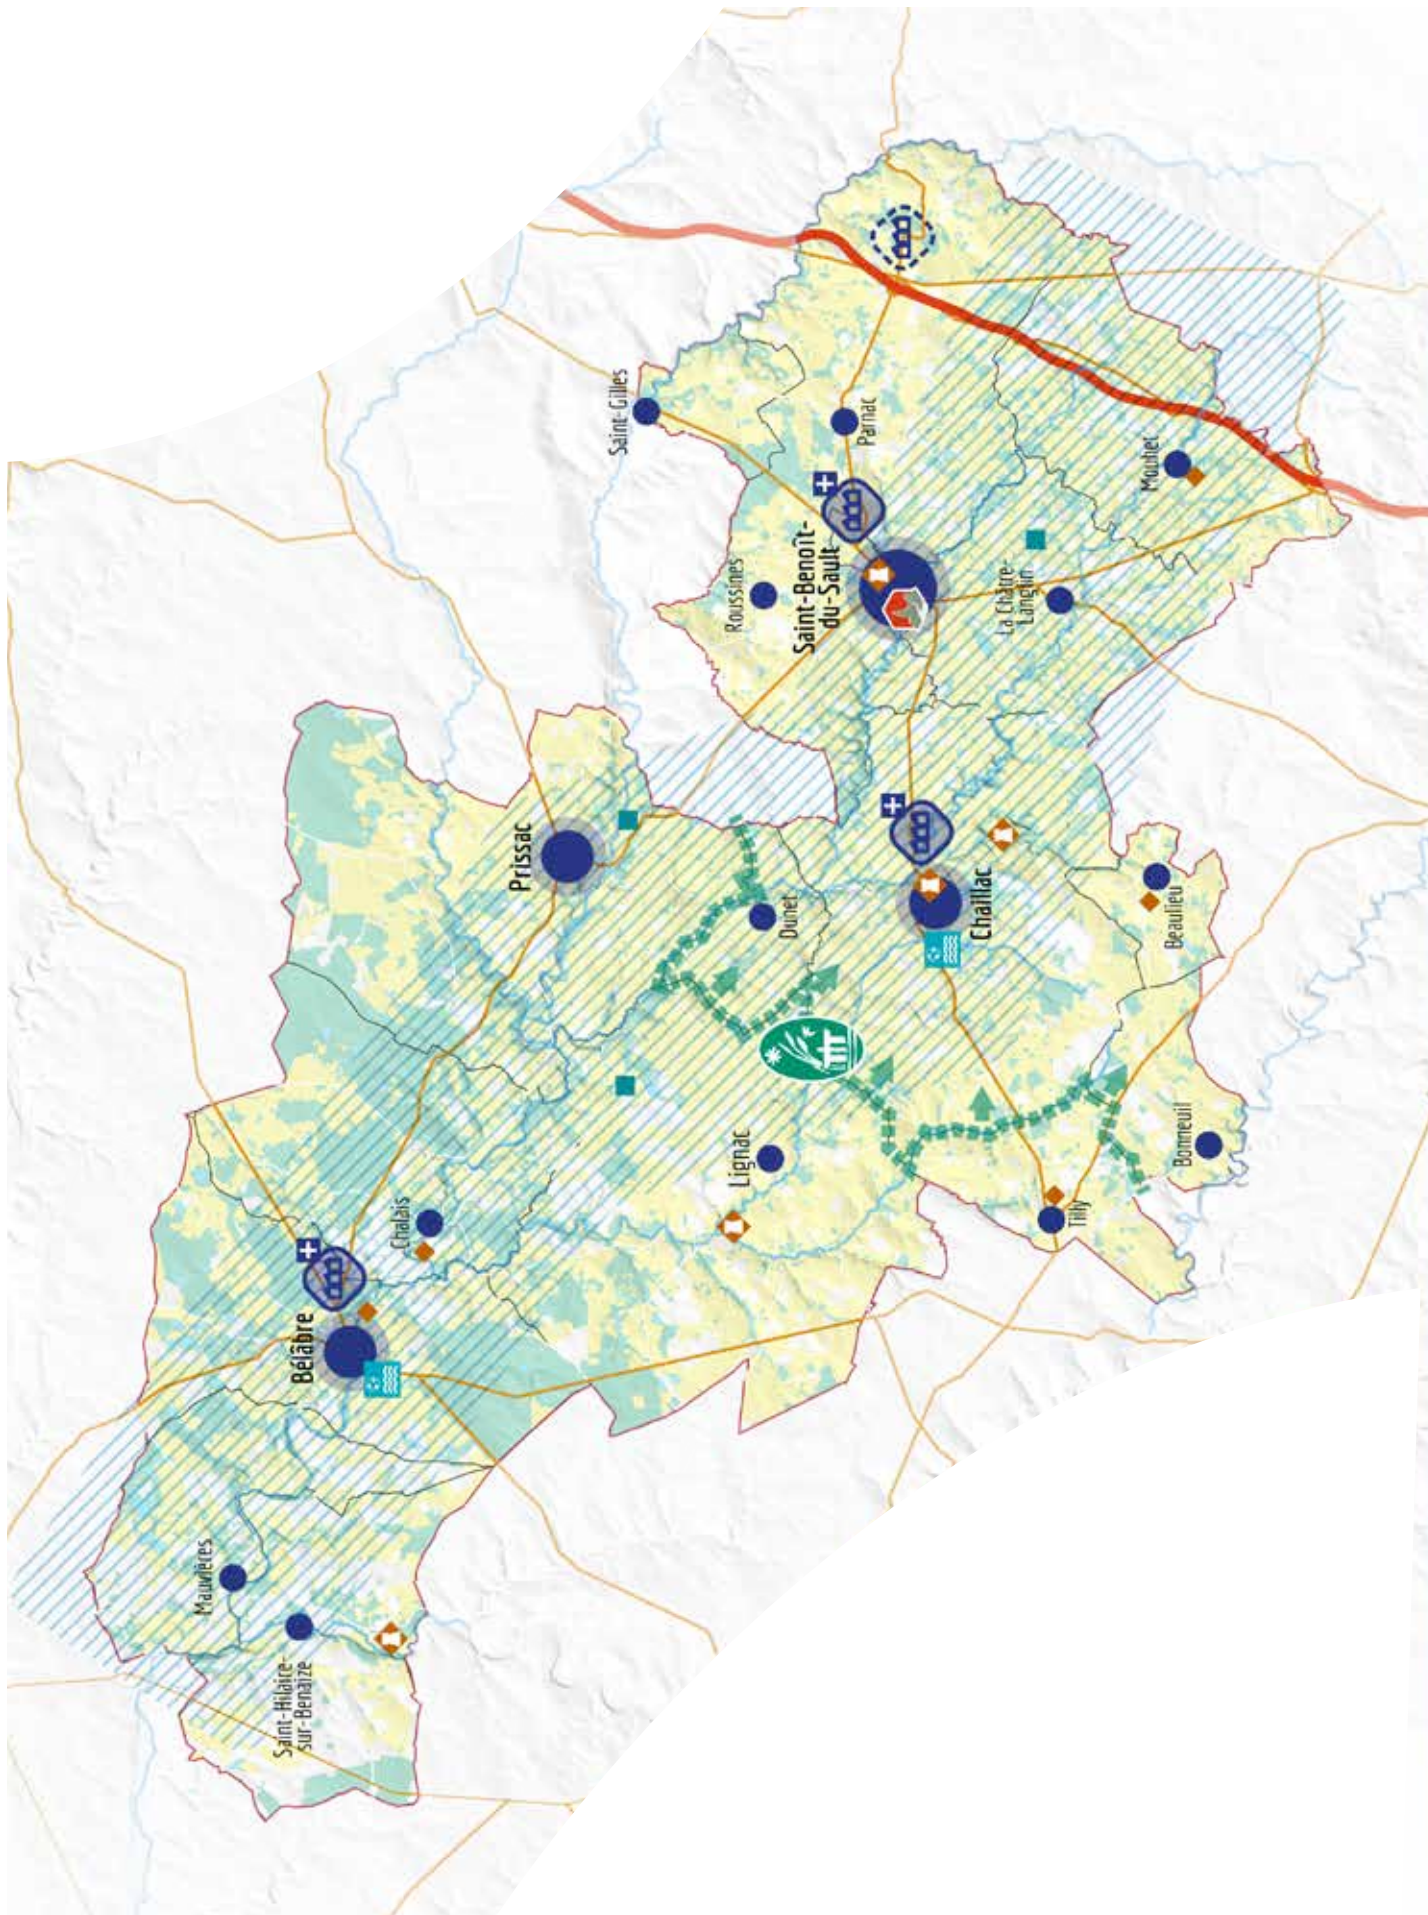 Mauvières
Saint-Hilaire-
sur-Benaize
Bélâbre
Chalais
Prissac
Saint-Gilles
Roussines
Lignac
Dunet
Saint-Benoît-
du-Sault
Parnac
Chaillac
La Châtre-
Langlin
Tilly
Mouhet
Beaulieu
Bonneuil